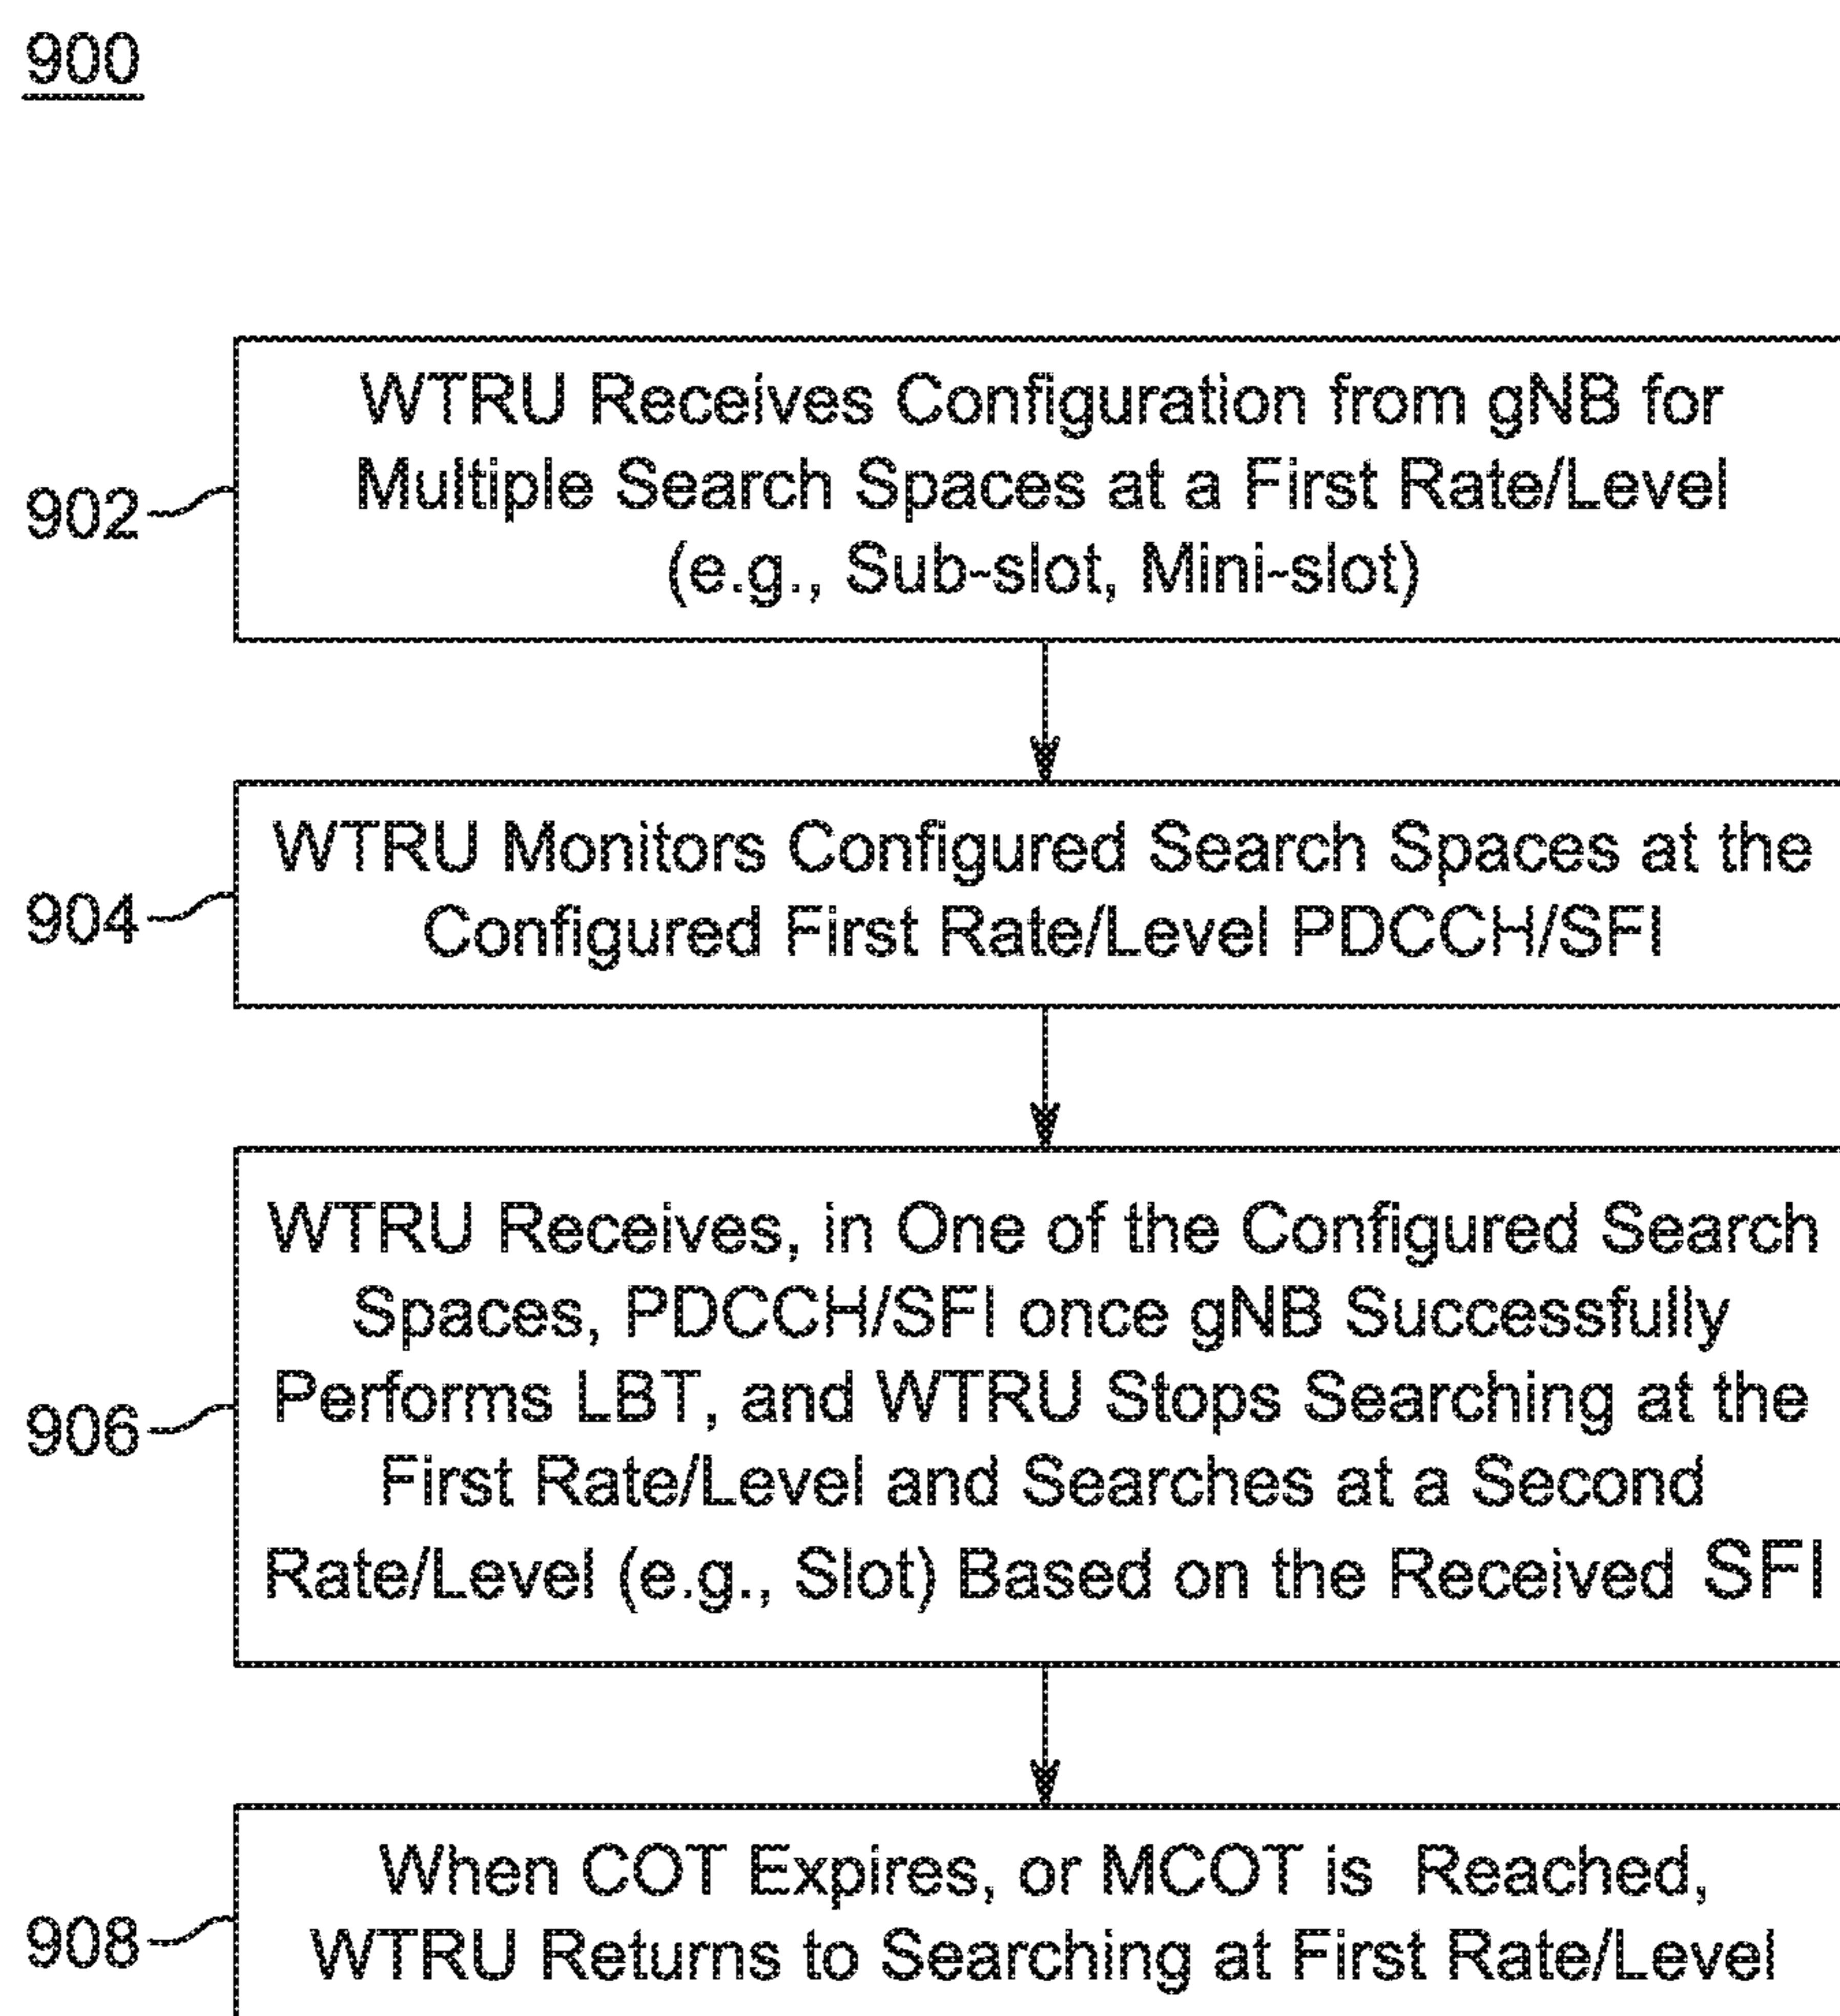 900
902
WTRU Receives Configuration from gNB for
Multiple Search Spaces at a First Rate/Level
(e.g., Sub-slot, Mini-slot)
904
WTRU Monitors Configured Search Spaces at the
Configured First Rate/Level PDCCH/SFI
906
WTRU Receives, in One of the Configured Search
Spaces, PDCCH/SFI once gNB Successfully
Performs LBT, and WTRU Stops Searching at the
First Rate/Level and Searches at a Second
Rate/Level (e.g., Slot) Based on the Received SFI
908
When COT Expires, or MCOT is Reached,
WTRU Returns to Searching at First Rate/Level